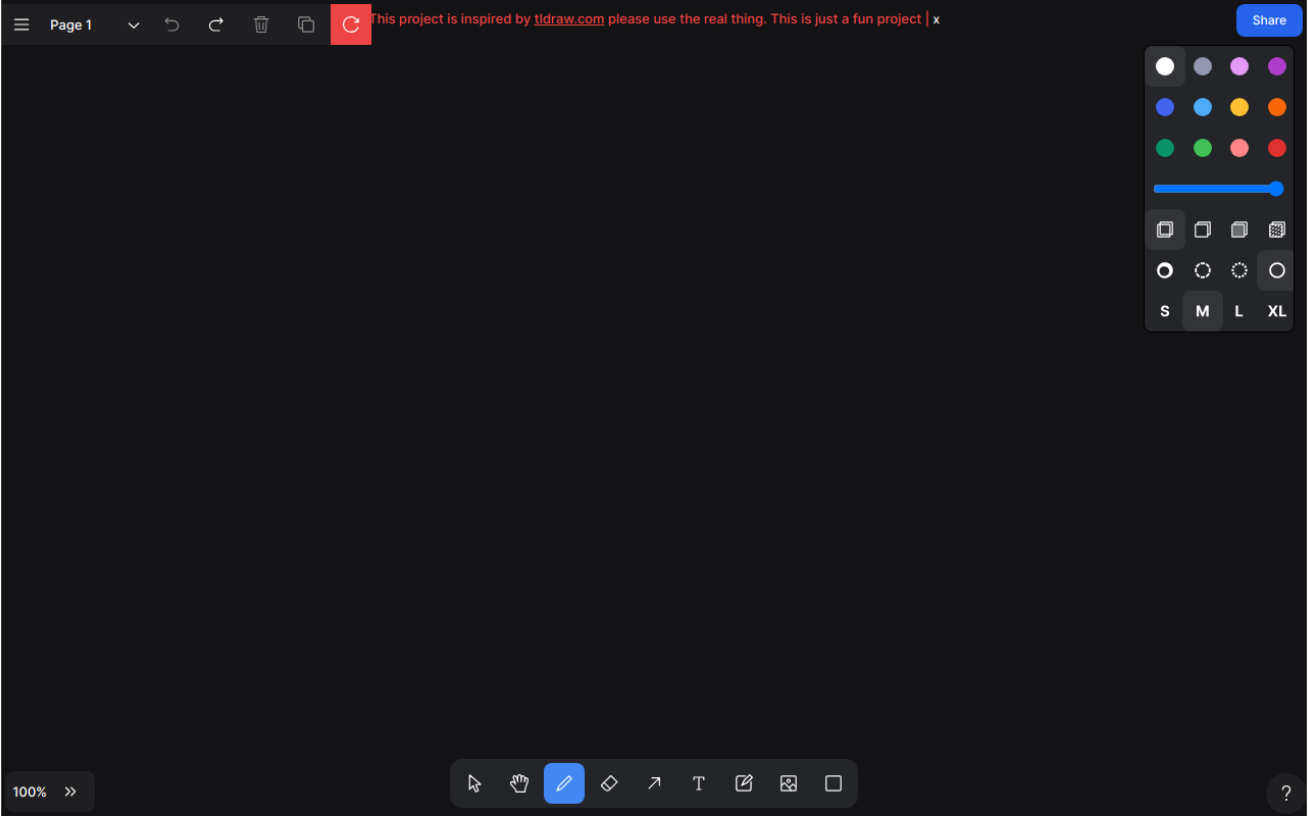 Page 1
This project is inspired by tldraw.com please use the real thing. This is just a fun project | x
Share
S M L XL
100%
T
?